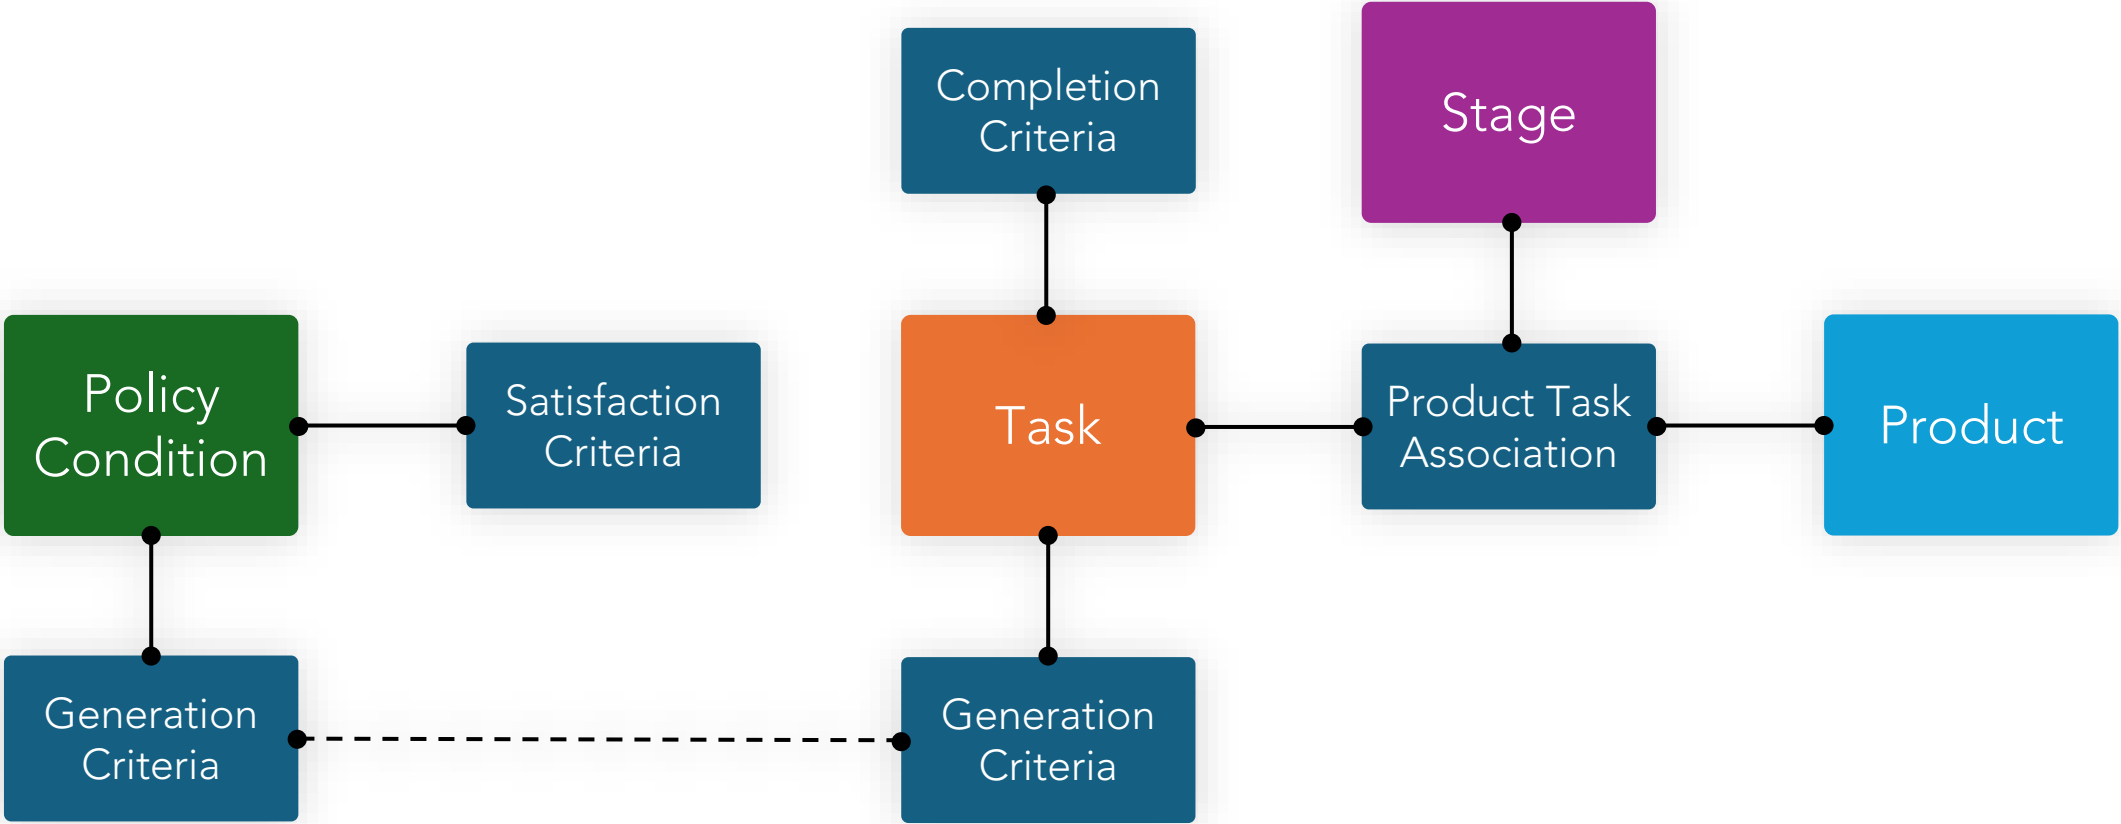 Completion
Criteria
Stage
Policy
Condition
Satisfaction
Criteria
Task
Product Task
Association
Product
Generation
Criteria
Generation
Criteria